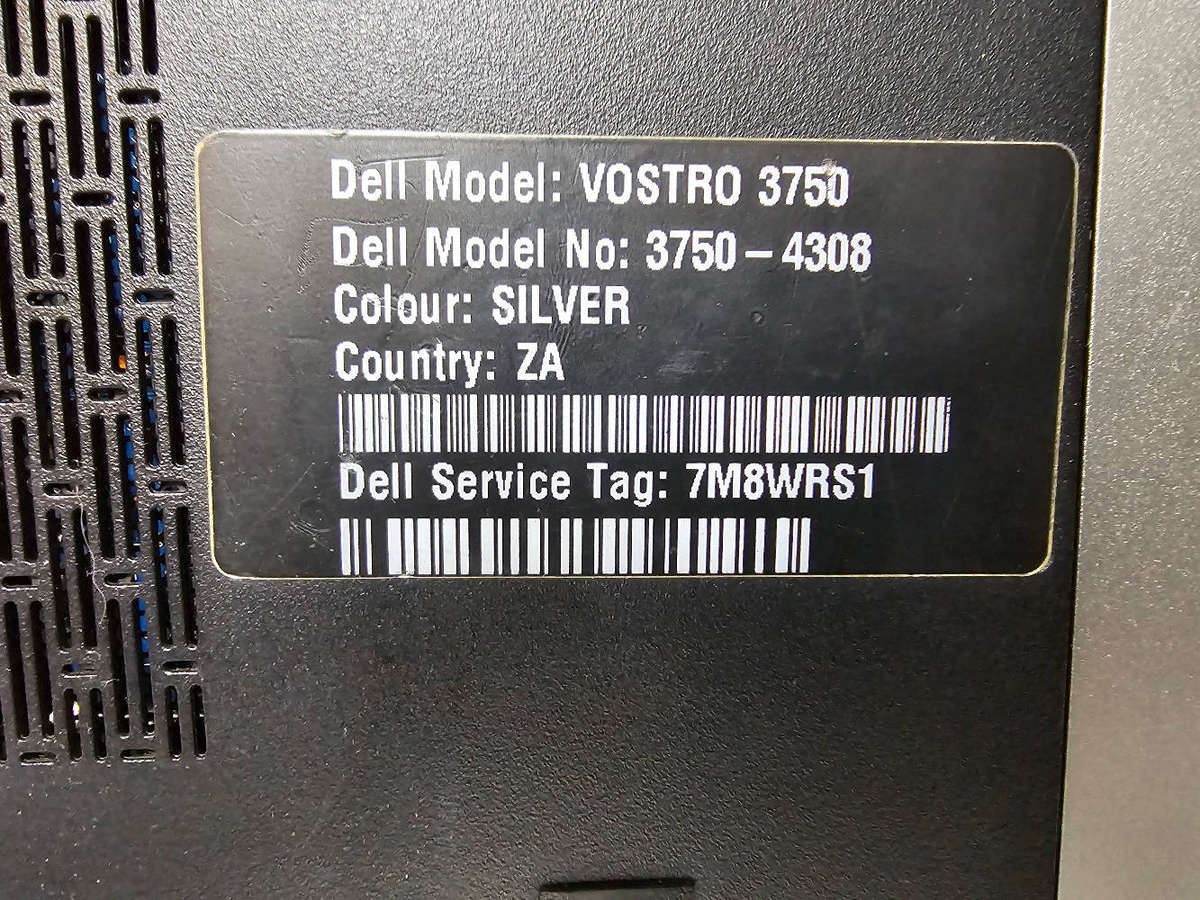 Dell Model: VOSTRO 3750
Dell Model No: 3750 – 4308
Colour: SILVER
Country: ZA
Dell Service Tag: 7M8WRS1